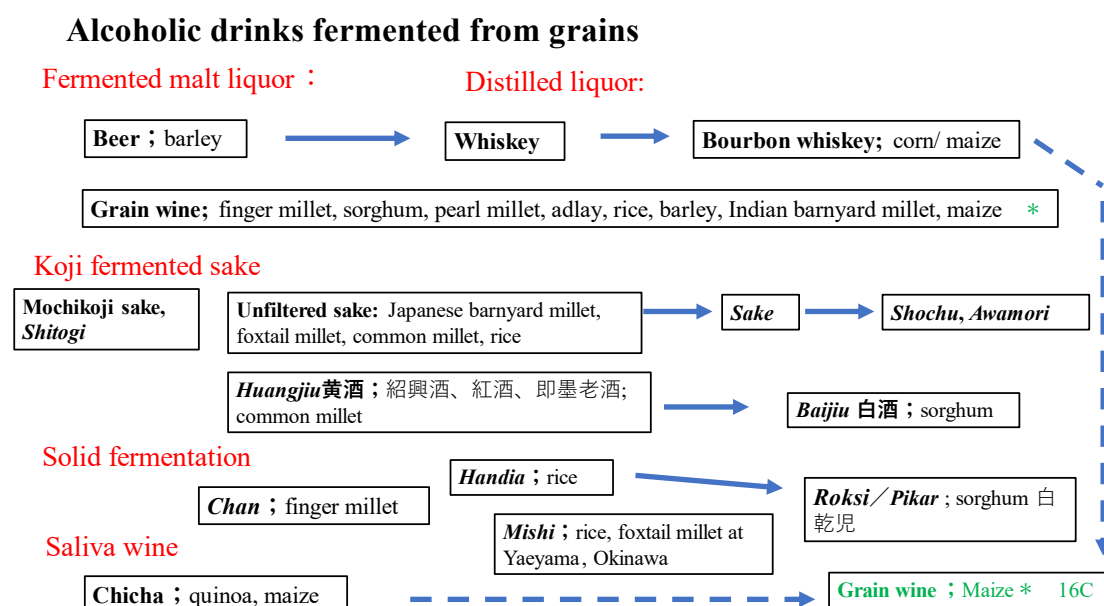 Alcoholic drinks fermented from grains
Fermented malt liquor：
Distilled liquor:
Beer；barley
Whiskey
Bourbon whiskey; corn/ maize
Grain wine; finger millet, sorghum, pearl millet, adlay, rice, barley, Indian barnyard millet, maize ＊
Koji fermented sake
Mochikoji sake,
Shitogi
Unfiltered sake: Japanese barnyard millet,
foxtail millet, common millet, rice
Sake
Shochu, Awamori
Huangjiu黄酒；紹興酒、紅酒、即墨老酒;
common millet
Baijiu 白酒；sorghum
Solid fermentation
Handia；rice
Chan；finger millet
Roksi／Pikar ; sorghum 白
乾児
Mishi；rice, foxtail millet at
Yaeyama, Okinawa
Saliva wine
Chicha；quinoa, maize
Grain wine ；Maize＊ 16C